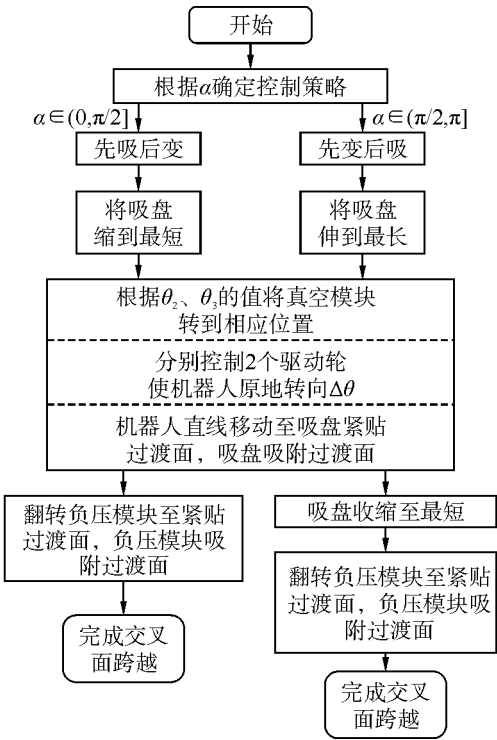 开始
根据α确定控制策略
α∈(0,π/2]
α∈(π/2,π]
先吸后变
先变后吸
将吸盘
缩到最短
将吸盘
伸到最长
根据θ₂、θ₃的值将真空模块
转到相应位置
分别控制2个驱动轮
使机器人原地转向Δθ
机器人直线移动至吸盘紧贴
过渡面，吸盘吸附过渡面
翻转负压模块至紧贴
过渡面，负压模块吸
附过渡面
完成交叉
面跨越
吸盘收缩至最短
翻转负压模块至紧贴
过渡面，负压模块吸
附过渡面
完成交叉
面跨越